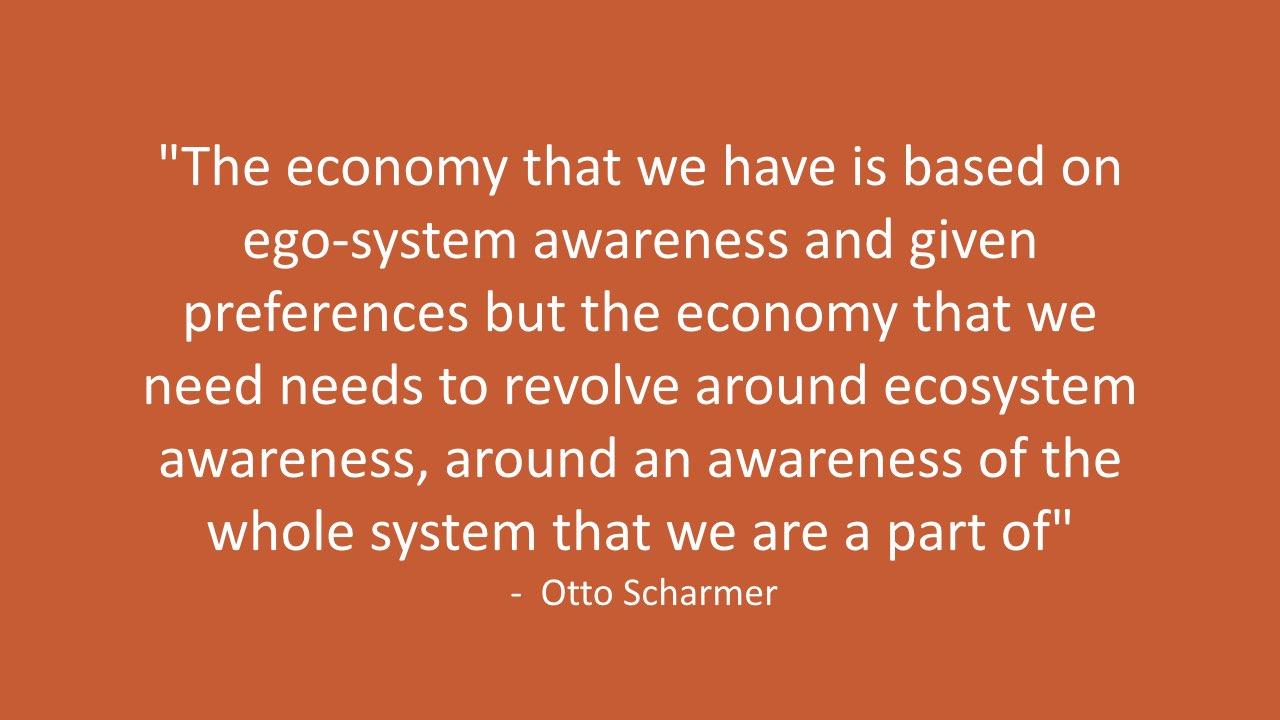 "The economy that we have is based on
ego-system awareness and given
preferences but the economy that we
need needs to revolve around ecosystem
awareness, around an awareness of the
whole system that we are a part of"
- Otto Scharmer